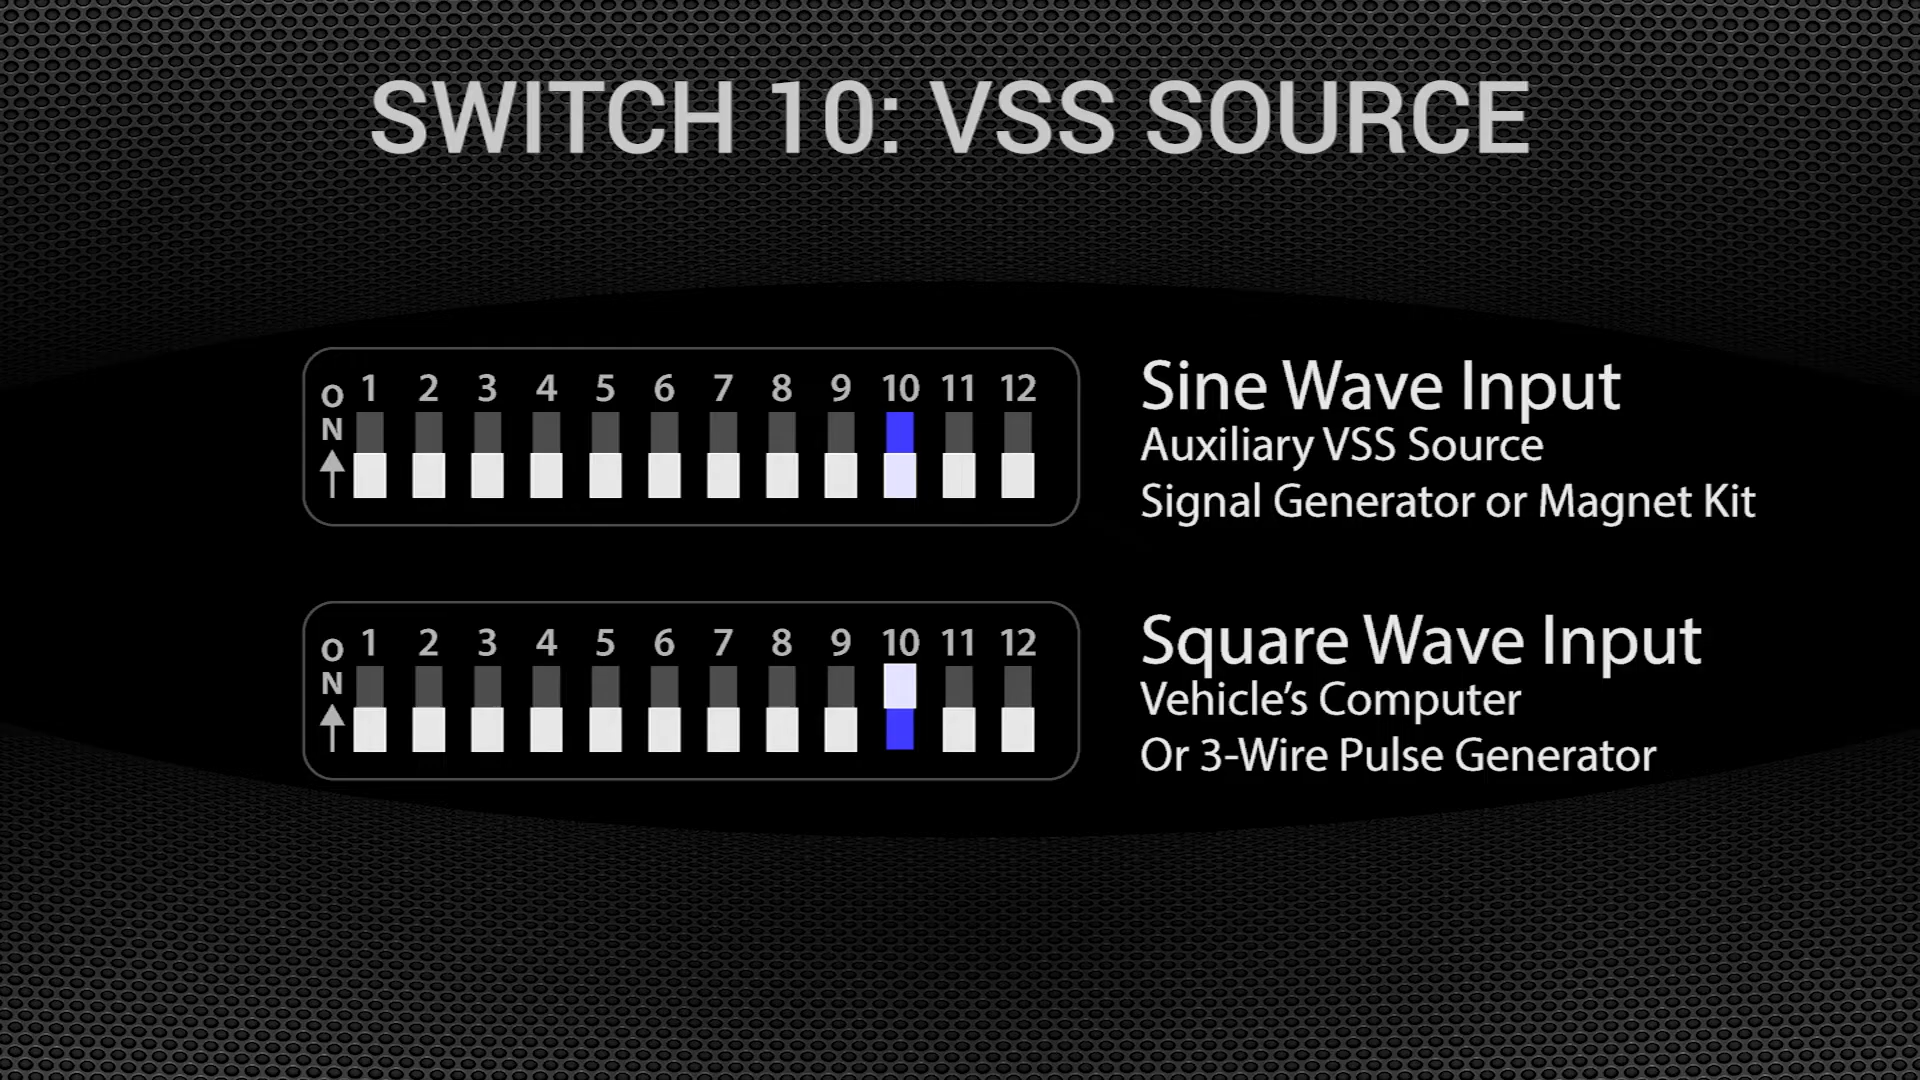 SWITCH 10: VSS SOURCE
ON 1 2 3 4 5 6 7 8 9 10 11 12
Sine Wave Input
Auxiliary VSS Source
Signal Generator or Magnet Kit
ON 1 2 3 4 5 6 7 8 9 10 11 12
Square Wave Input
Vehicle’s Computer
Or 3-Wire Pulse Generator